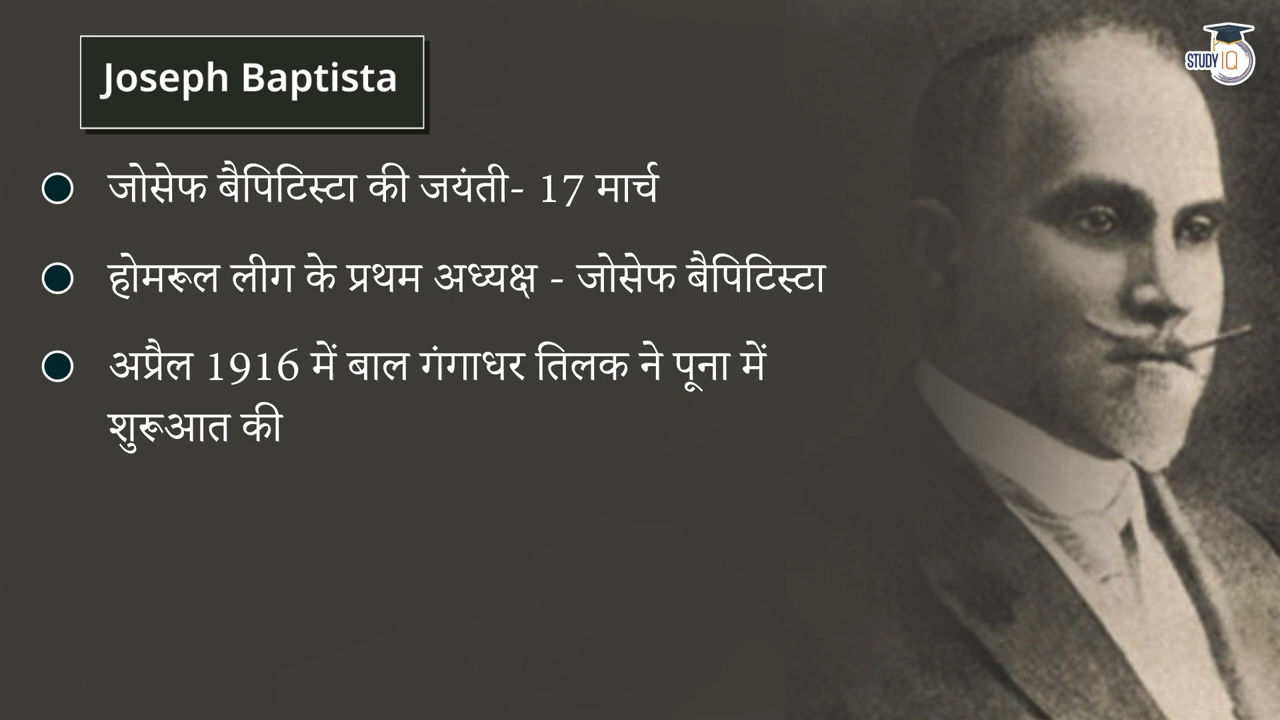 Joseph Baptista
STUDY IQ
जोसेफ बैपिटिस्टा की जयंती- 17 मार्च
होमरूल लीग के प्रथम अध्यक्ष - जोसेफ बैपिटिस्टा
अप्रैल 1916 में बाल गंगाधर तिलक ने पूना में
शुरूआत की